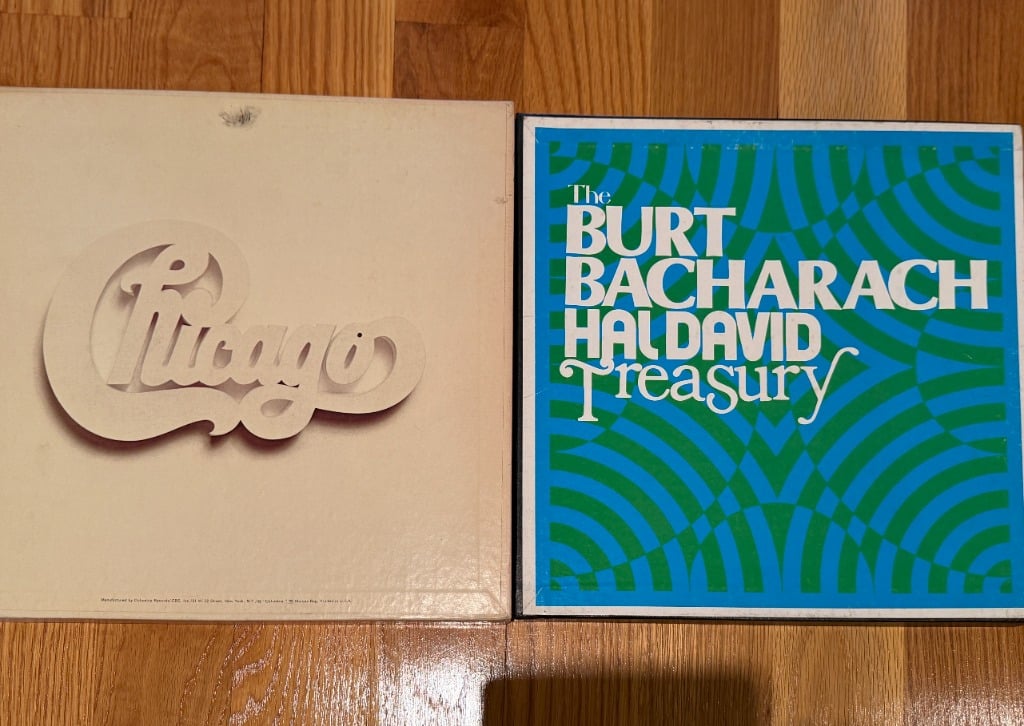 Chicago
The
BURT
BACHARACH
HAL DAVID
Treasury